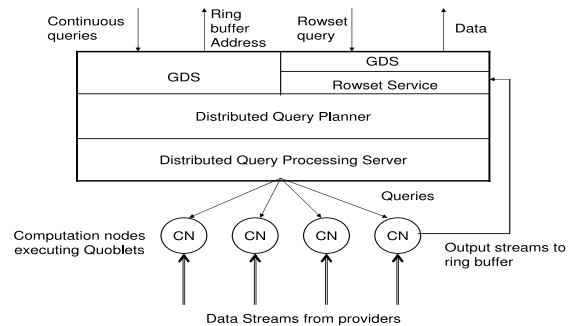 Continuous
queries
Ring
buffer
Address
Rowset
query
Data
GDS
GDS
Rowset Service
Distributed Query Planner
Distributed Query Processing Server
Queries
Computation nodes
executing Quoblets
CN
CN
CN
CN
Output streams to
ring buffer
Data Streams from providers